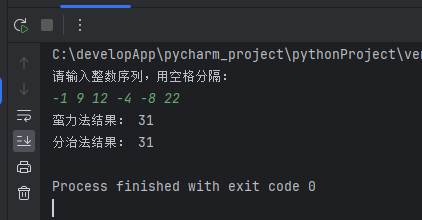 C:\developApp\pycharm_project\pythonProject\ve
请输入整数序列，用空格分隔：
-1 9 12 -4 -8 22
蛮力法结果： 31
分治法结果： 31
Process finished with exit code 0